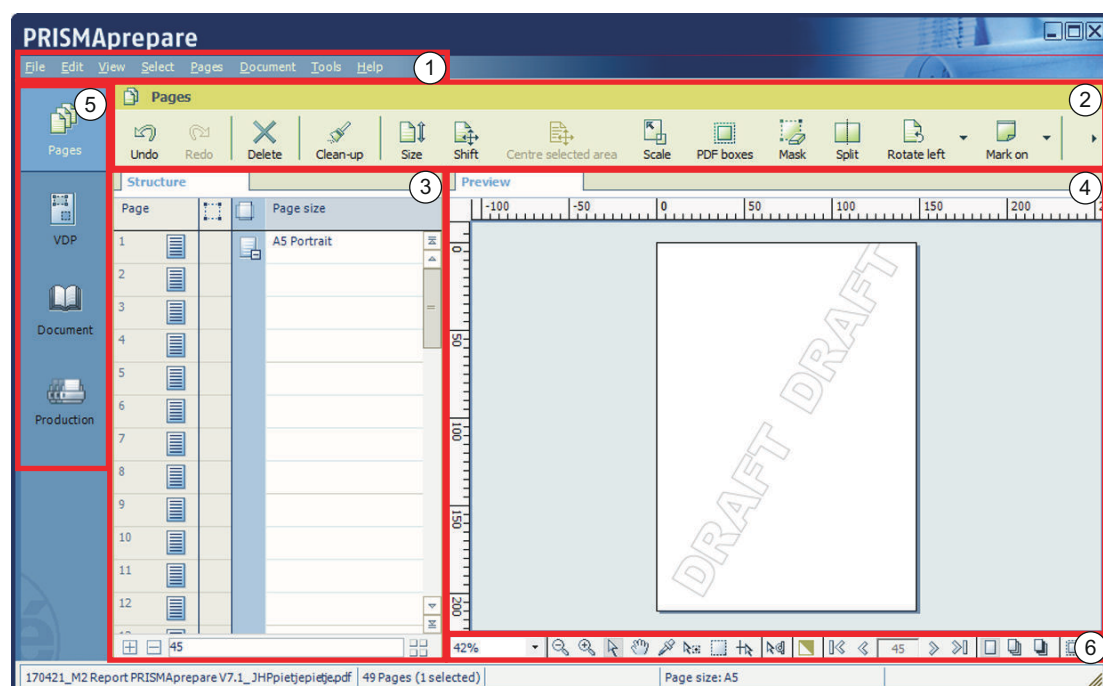 PRISMAprepare
File Edit View Select Pages Document Tools Help
1
5
Pages
2
Undo Redo Delete Clean-up Size Shift Centre selected area Scale PDF boxes Mask Split Rotate left Mark on
Pages
VDP
Document
Production
Structure
3
Page Page size
1 A5 Portrait
2
3
4
5
6
7
8
9
10
11
12
45
Preview
4
-100 -50 0 50 100 150 200
0
50
100
150
200
DRAFT DRAFT
42% 45
6
170421_M2 Report PRISMAprepare V7.1_JHPpietjepietje.pdf 49 Pages (1 selected) Page size: A5